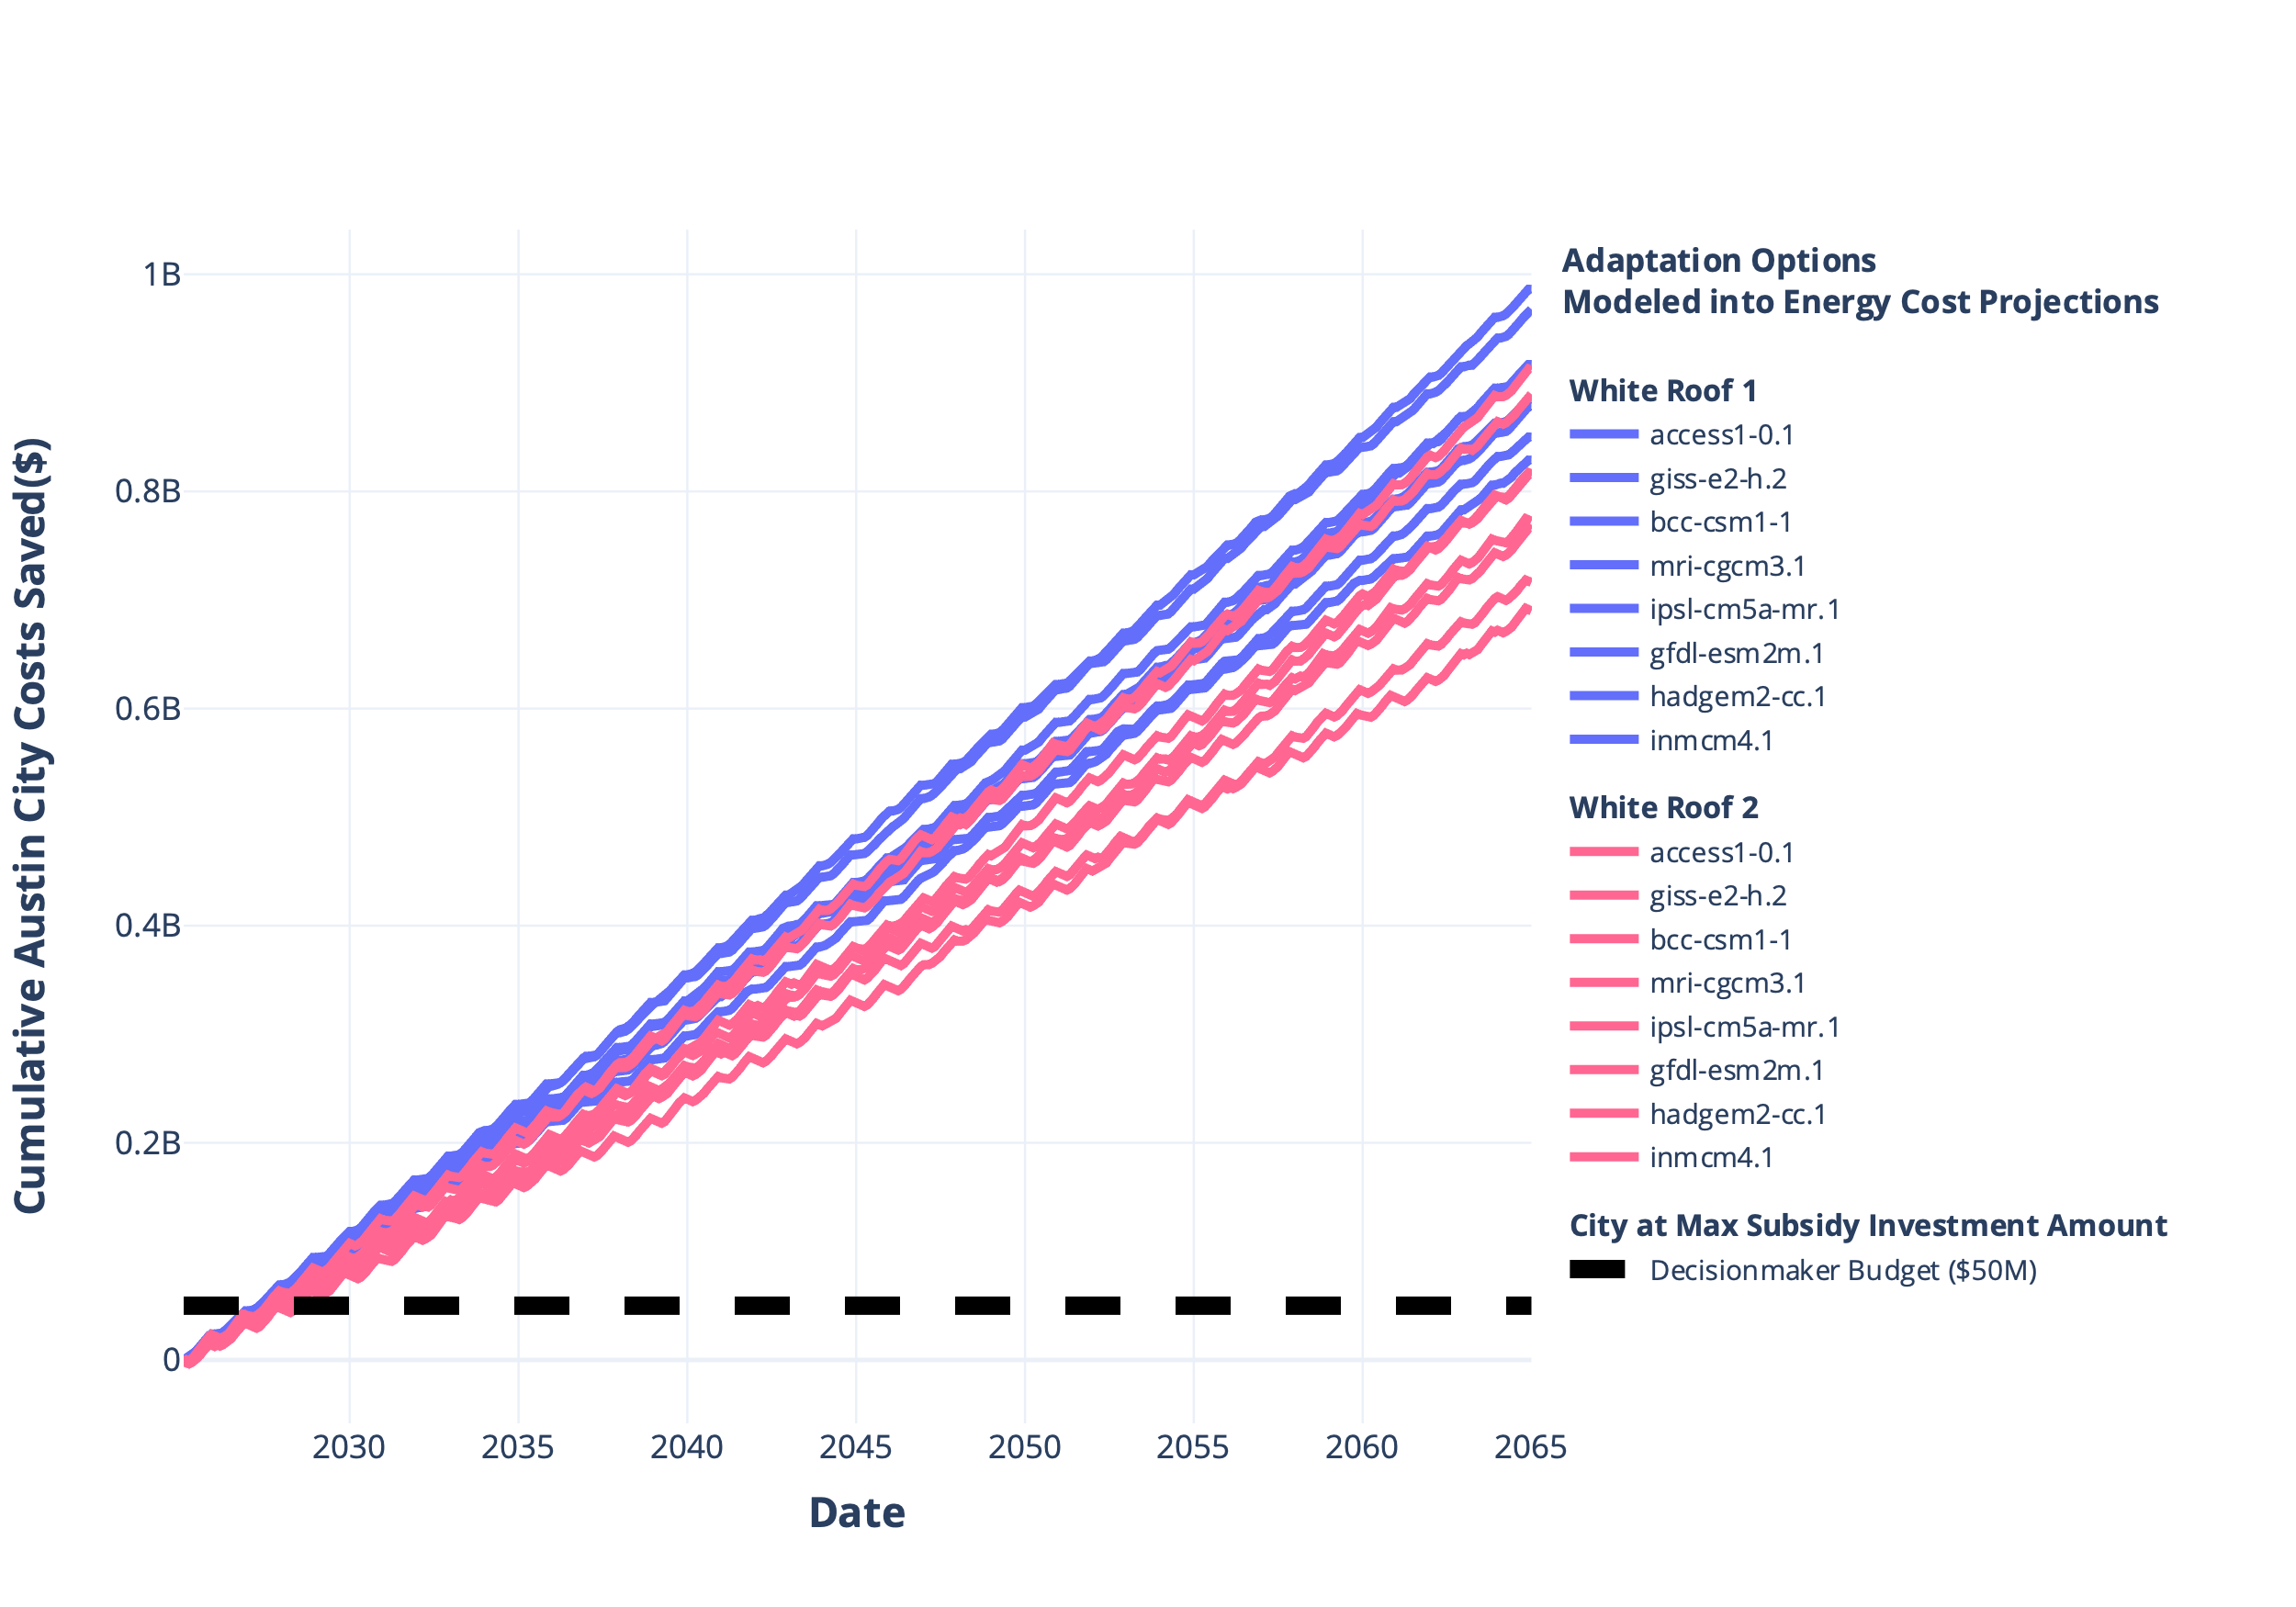 Cumulative Austin City Costs Saved($)
1B
0.8B
0.6B
0.4B
0.2B
0
2030 2035 2040 2045 2050 2055 2060 2065
Date
Adaptation Options
Modeled into Energy Cost Projections
White Roof 1
access1-0.1
giss-e2-h.2
bcc-csm1-1
mri-cgcm3.1
ipsl-cm5a-mr.1
gfdl-esm2m.1
hadgem2-cc.1
inmcm4.1
White Roof 2
access1-0.1
giss-e2-h.2
bcc-csm1-1
mri-cgcm3.1
ipsl-cm5a-mr.1
gfdl-esm2m.1
hadgem2-cc.1
inmcm4.1
City at Max Subsidy Investment Amount
Decisionmaker Budget ($50M)